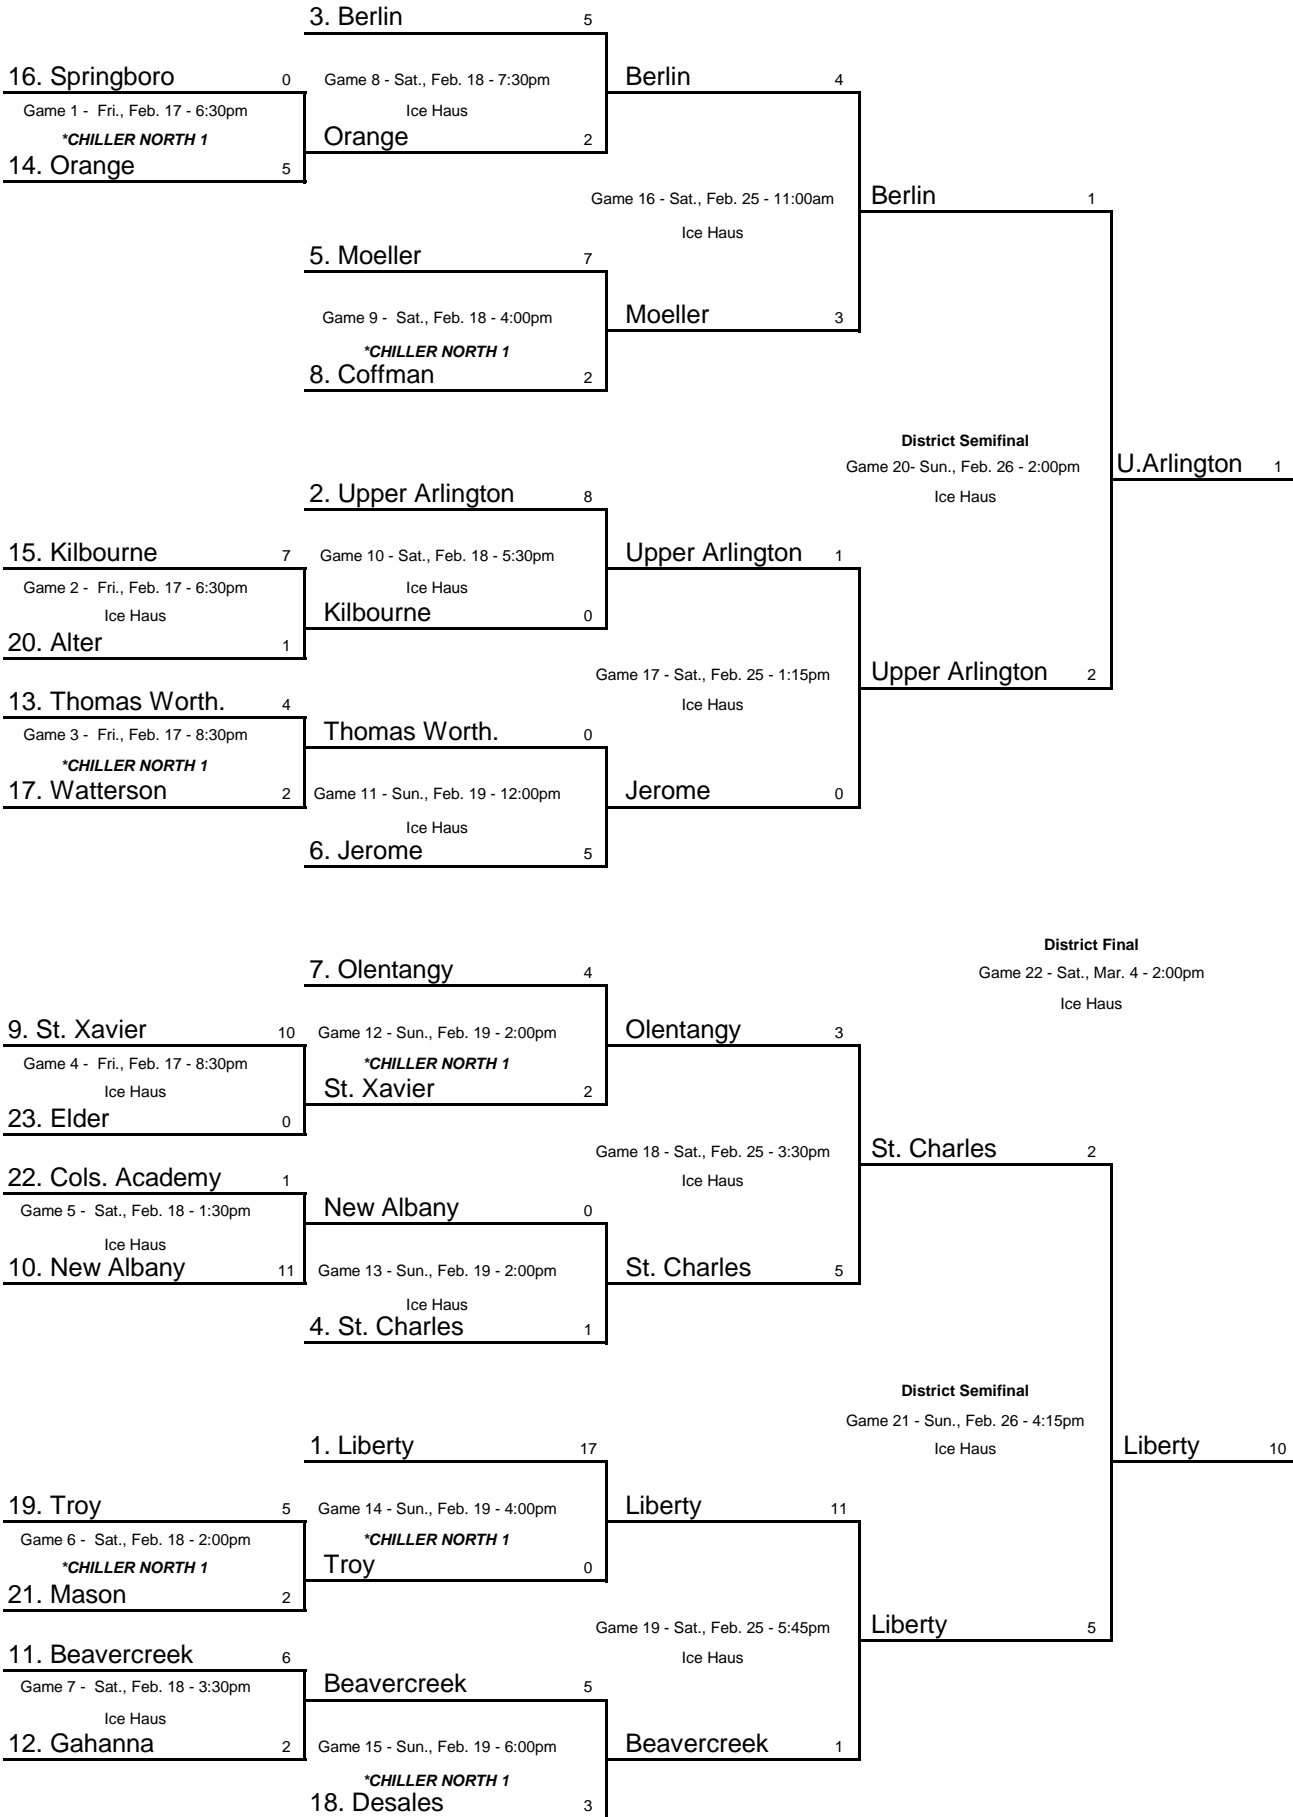 3. Berlin 5
16. Springboro 0
Game 8 - Sat., Feb. 18 - 7:30pm
Berlin 4
Game 1 - Fri., Feb. 17 - 6:30pm
Ice Haus
*CHILLER NORTH 1
Orange 2
14. Orange 5
Game 16 - Sat., Feb. 25 - 11:00am
Berlin 1
Ice Haus
5. Moeller 7
Game 9 - Sat., Feb. 18 - 4:00pm
Moeller 3
*CHILLER NORTH 1
8. Coffman 2
District Semifinal
Game 20- Sun., Feb. 26 - 2:00pm
U.Arlington 1
Ice Haus
2. Upper Arlington 8
15. Kilbourne 7
Game 10 - Sat., Feb. 18 - 5:30pm
Upper Arlington 1
Game 2 - Fri., Feb. 17 - 6:30pm
Ice Haus
Ice Haus
Kilbourne 0
20. Alter 1
Game 17 - Sat., Feb. 25 - 1:15pm
Upper Arlington 2
Ice Haus
13. Thomas Worth. 4
Game 3 - Fri., Feb. 17 - 8:30pm
Thomas Worth. 0
*CHILLER NORTH 1
17. Watterson 2
Game 11 - Sun., Feb. 19 - 12:00pm
Jerome 0
Ice Haus
6. Jerome 5
District Final
Game 22 - Sat., Mar. 4 - 2:00pm
Ice Haus
7. Olentangy 4
9. St. Xavier 10
Game 12 - Sun., Feb. 19 - 2:00pm
Olentangy 3
Game 4 - Fri., Feb. 17 - 8:30pm
*CHILLER NORTH 1
Ice Haus
St. Xavier 2
23. Elder 0
Game 18 - Sat., Feb. 25 - 3:30pm
St. Charles 2
Ice Haus
22. Cols. Academy 1
Game 5 - Sat., Feb. 18 - 1:30pm
New Albany 0
Ice Haus
10. New Albany 11
Game 13 - Sun., Feb. 19 - 2:00pm
St. Charles 5
Ice Haus
4. St. Charles 1
District Semifinal
Game 21 - Sun., Feb. 26 - 4:15pm
Ice Haus
1. Liberty 17
Liberty 10
19. Troy 5
Game 14 - Sun., Feb. 19 - 4:00pm
Liberty 11
Game 6 - Sat., Feb. 18 - 2:00pm
*CHILLER NORTH 1
*CHILLER NORTH 1
Troy 0
21. Mason 2
Game 19 - Sat., Feb. 25 - 5:45pm
Liberty 5
Ice Haus
11. Beavercreek 6
Game 7 - Sat., Feb. 18 - 3:30pm
Beavercreek 5
Ice Haus
12. Gahanna 2
Game 15 - Sun., Feb. 19 - 6:00pm
Beavercreek 1
*CHILLER NORTH 1
18. Desales 3